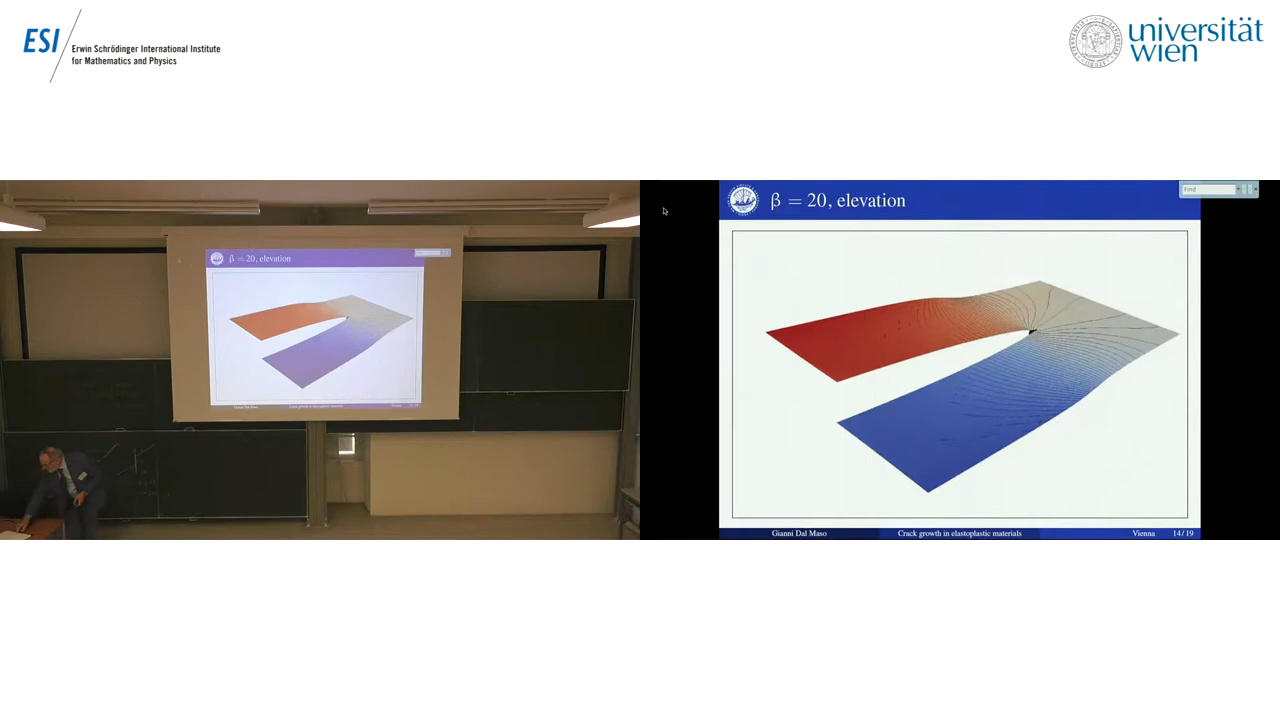 ESI
Erwin Schrödinger International Institute
for Mathematics and Physics
universität
wien
β = 20, elevation
β = 20, elevation
Find
Gianni Dal Maso
Crack growth in elastoplastic materials
Vienna
14/19